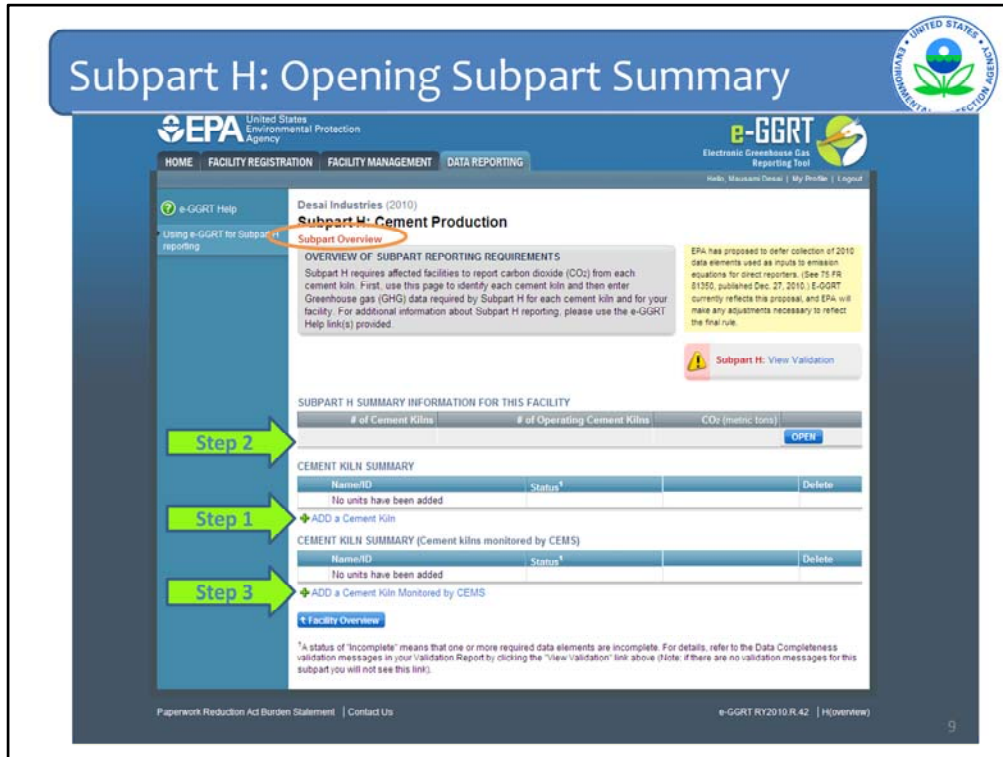 Subpart H: Opening Subpart Summary
UNITED STATES
ENVIRONMENTAL PROTECTION AGENCY
EPA United States
Environmental Protection
Agency
e-GGRT
Electronic Greenhouse Gas
Reporting Tool
HOME FACILITY REGISTRATION FACILITY MANAGEMENT DATA REPORTING
Hello, Mausami Desai | My Profile | Logout
? e-GGRT Help
Using e-GGRT for Subpart H
reporting
Desai Industries (2010)
Subpart H: Cement Production
Subpart Overview
OVERVIEW OF SUBPART REPORTING REQUIREMENTS
Subpart H requires affected facilities to report carbon dioxide (CO₂) from each
cement kiln. First, use this page to identify each cement kiln and then enter
Greenhouse gas (GHG) data required by Subpart H for each cement kiln and for your
facility. For additional information about Subpart H reporting, please use the e-GGRT
Help link(s) provided.
EPA has proposed to defer collection of 2010
data elements used as inputs to emission
equations for direct reporters. (See 75 FR
81350, published Dec. 27, 2010.) E-GGRT
currently reflects this proposal, and EPA will
make any adjustments necessary to reflect
the final rule.
Subpart H: View Validation
SUBPART H SUMMARY INFORMATION FOR THIS FACILITY
# of Cement Kilns # of Operating Cement Kilns CO₂ (metric tons)
Step 2
OPEN
CEMENT KILN SUMMARY
Name/ID Status¹ Delete
No units have been added
Step 1
ADD a Cement Kiln
CEMENT KILN SUMMARY (Cement kilns monitored by CEMS)
Name/ID Status¹ Delete
No units have been added
Step 3
ADD a Cement Kiln Monitored by CEMS
Facility Overview
¹A status of "Incomplete" means that one or more required data elements are incomplete. For details, refer to the Data Completeness
validation messages in your Validation Report by clicking the "View Validation" link above (Note: if there are no validation messages for this
subpart you will not see this link).
Paperwork Reduction Act Burden Statement | Contact Us
e-GGRT RY2010.R.42 | H(overview)
9